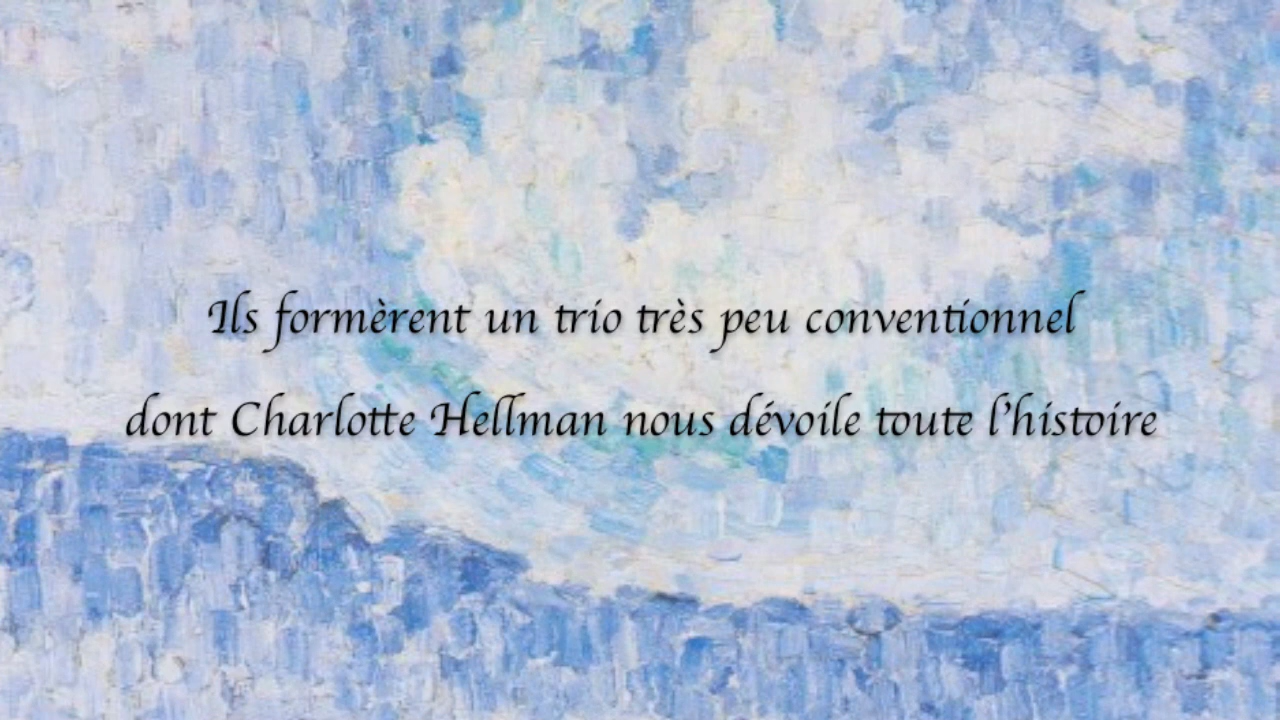 Ils formèrent un trio très peu conventionnel
dont Charlotte Hellman nous dévoile toute l'histoire